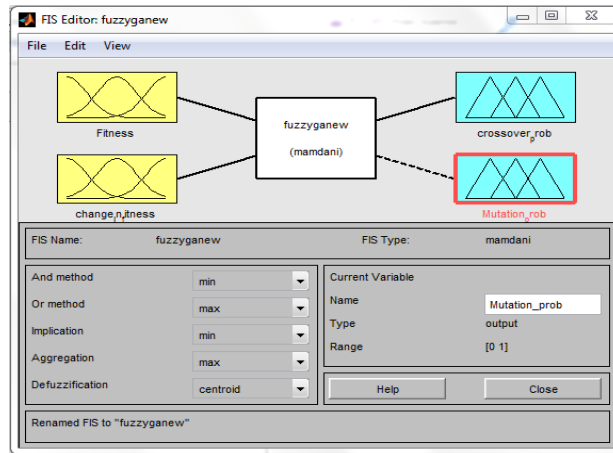 FIS Editor: fuzzyganew
File Edit View
Fitness
fuzzyganew
(mamdani)
crossover_prob
change_in_fitness
Mutation_prob
FIS Name: fuzzyganew FIS Type: mamdani
And method min
Or method max
Implication min
Aggregation max
Defuzzification centroid
Current Variable
Name Mutation_prob
Type output
Range [0 1]
Help Close
Renamed FIS to "fuzzyganew"